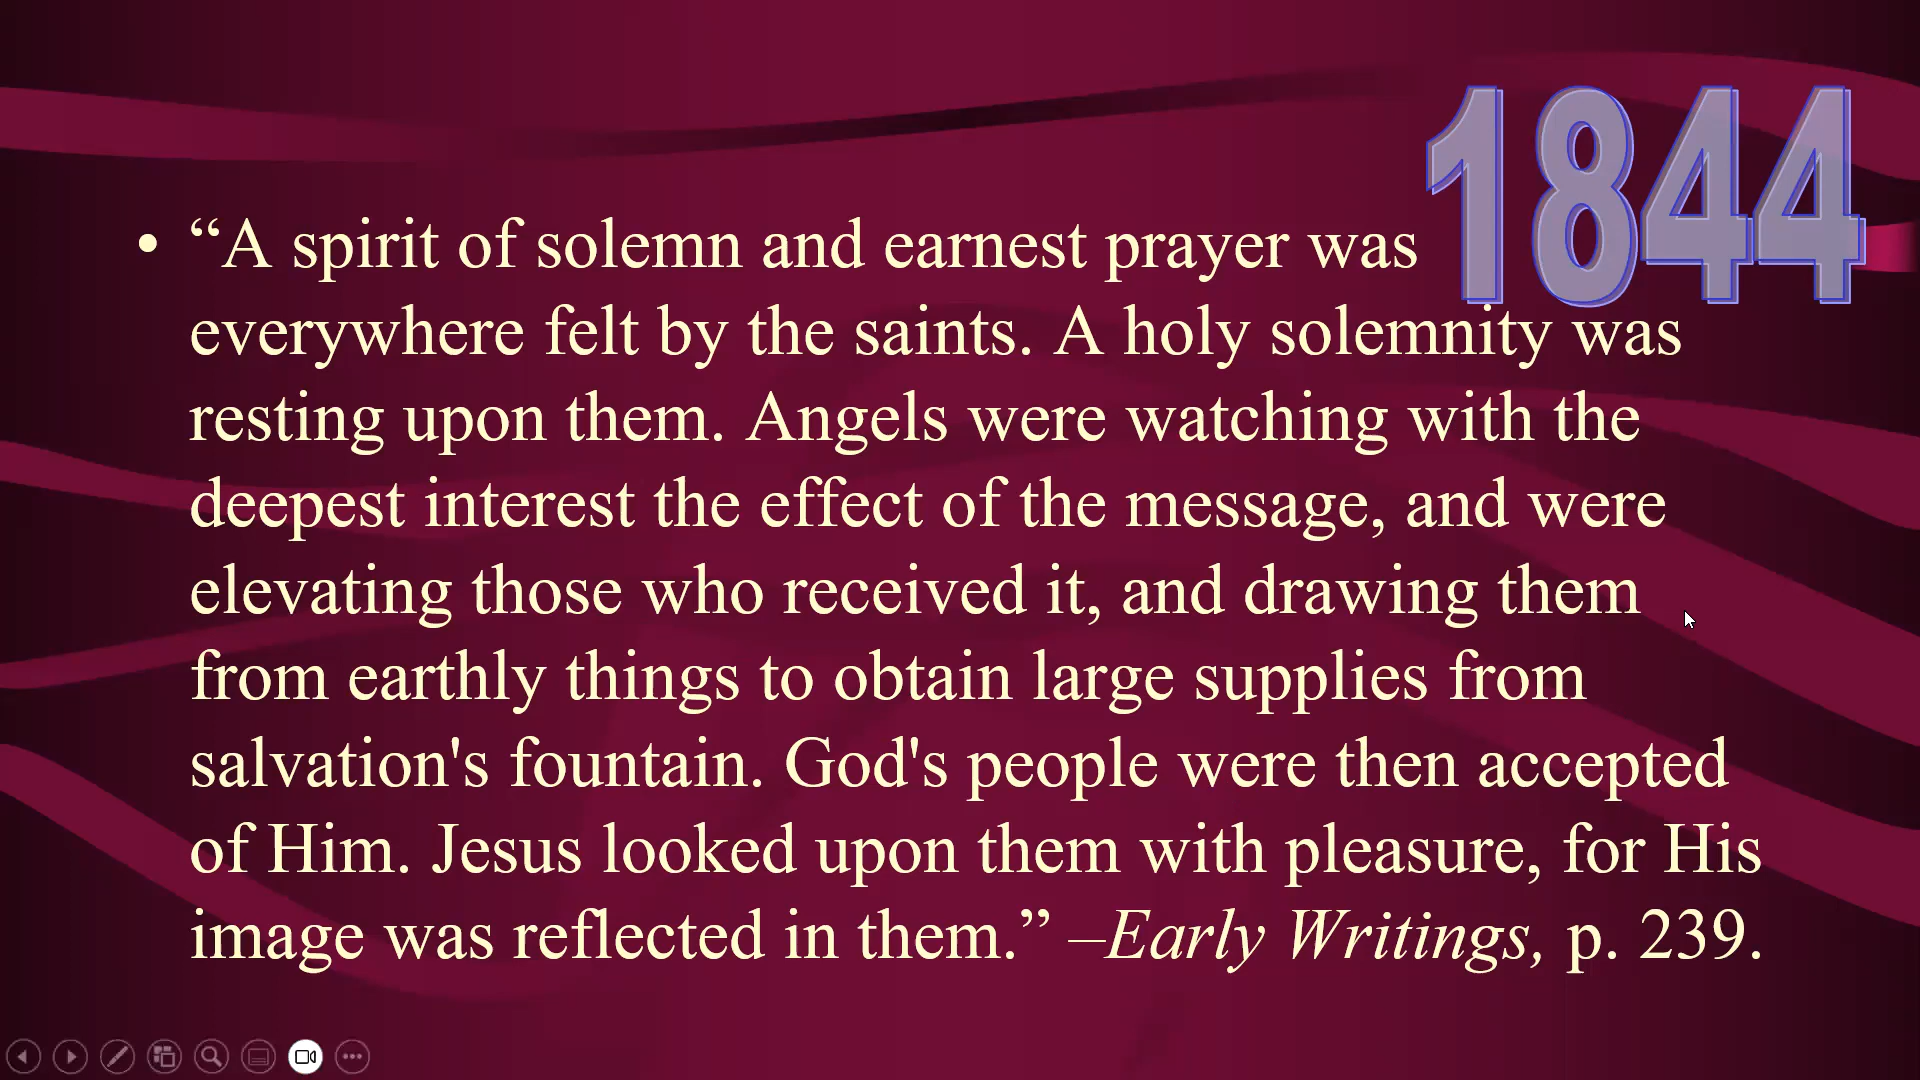 1844
• “A spirit of solemn and earnest prayer was
everywhere felt by the saints. A holy solemnity was
resting upon them. Angels were watching with the
deepest interest the effect of the message, and were
elevating those who received it, and drawing them
from earthly things to obtain large supplies from
salvation's fountain. God's people were then accepted
of Him. Jesus looked upon them with pleasure, for His
image was reflected in them.” –Early Writings, p. 239.